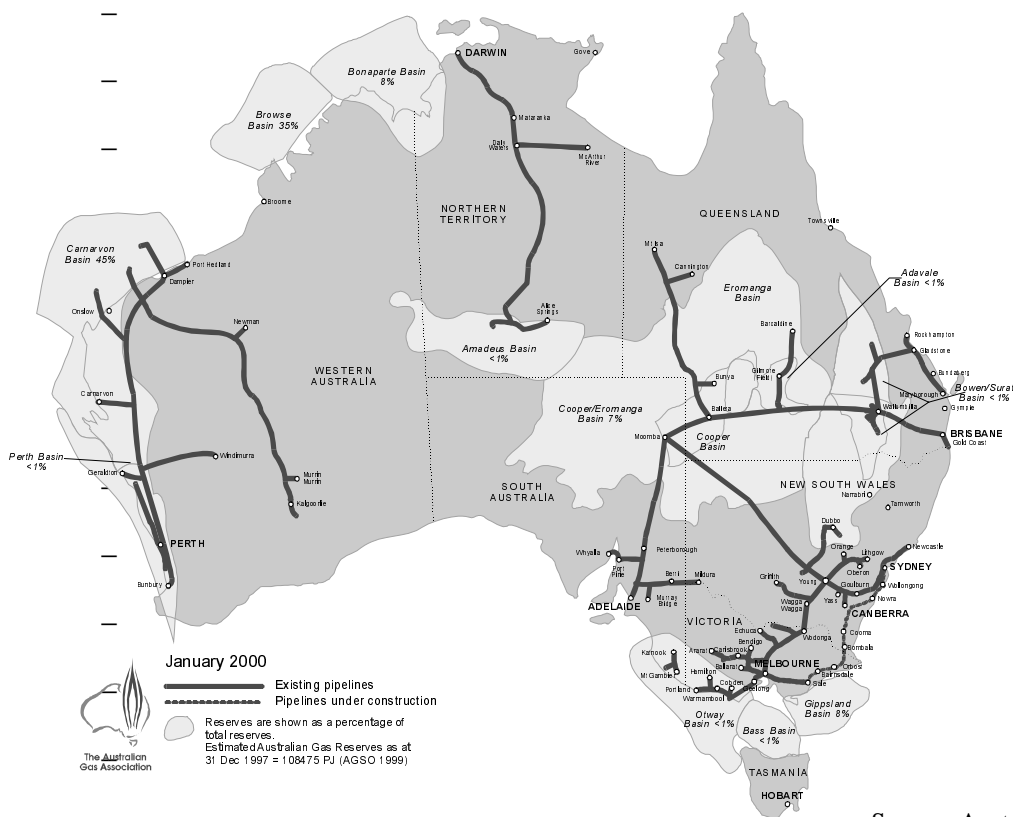 DARWIN
Gove
Bonaparte Basin
8%
Browse
Basin 35%
Mataranka
Daly
Waters
McArthur
River
Broome
NORTHERN
TERRITORY
QUEENSLAND
Townsville
Carnarvon
Basin 45%
Port Hedland
Dampier
Mt Isa
Cannington
Adavale
Basin <1%
Eromanga
Basin
Onslow
Newman
Alice
Springs
Barcaldine
Rockhampton
Gladstone
Amadeus Basin
<1%
WESTERN
AUSTRALIA
Gilmore
(Field)
Bunya
Bundaberg
Bowen/Surat
Basin <1%
Maryborough
Carnarvon
Cooper/Eromanga
Basin 7%
Ballera
Wallumbilla
Gympie
Moomba
Cooper
Basin
BRISBANE
Gold Coast
Perth Basin
<1%
Windimurra
Geraldton
Murrin
Murrin
SOUTH
AUSTRALIA
NEW SOUTH WALES
Narrabri
Kalgoorlie
Tamworth
Dubbo
PERTH
Whyalla
Peterborough
Orange
Lithgow
Newcastle
Port
Pirie
Oberon
SYDNEY
Bunbury
Berri
Mildura
Griffith
Young
Goulburn
Wollongong
ADELAIDE
Murray
Bridge
Wagga
Wagga
Yass
Nowra
CANBERRA
VICTORIA
Echuca
Wodonga
Cooma
Bendigo
Bombala
Katnook
Ararat
Carisbrook
MELBOURNE
Orbost
Mt Gambier
Hamilton
Ballarat
Bairnsdale
Portland
Cobden
Geelong
Sale
Warrnambool
Otway
Basin <1%
Gippsland
Basin 8%
Bass Basin
<1%
TASMANIA
HOBART
January 2000
Existing pipelines
Pipelines under construction
Reserves are shown as a percentage of
total reserves.
Estimated Australian Gas Reserves as at
31 Dec 1997 = 108475 PJ (AGSO 1999)
The Australian
Gas Association